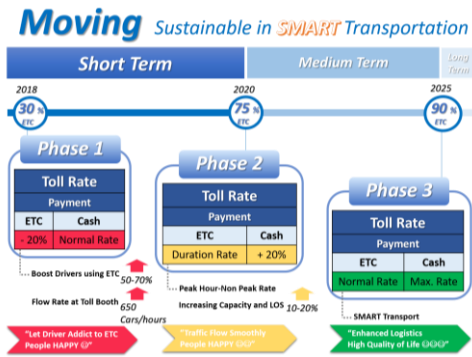 Moving Sustainable in SMART Transportation
Short Term
Medium Term
Long Term
2018
2020
2025
30 % ETC
75 % ETC
90 % ETC
Phase 1
Toll Rate
Payment
ETC Cash
- 20% Normal Rate
Boost Drivers using ETC
50-70%
Flow Rate at Toll Booth
650 Cars/hours
"Let Driver Addict to ETC
People HAPPY ☺"
Phase 2
Toll Rate
Payment
ETC Cash
Duration Rate + 20%
Peak Hour-Non Peak Rate
Increasing Capacity and LOS
10-20%
"Traffic Flow Smoothly
People HAPPY ☺☺"
Phase 3
Toll Rate
Payment
ETC Cash
Normal Rate Max. Rate
SMART Transport
"Enhanced Logistics
High Quality of Life ☺☺☺"